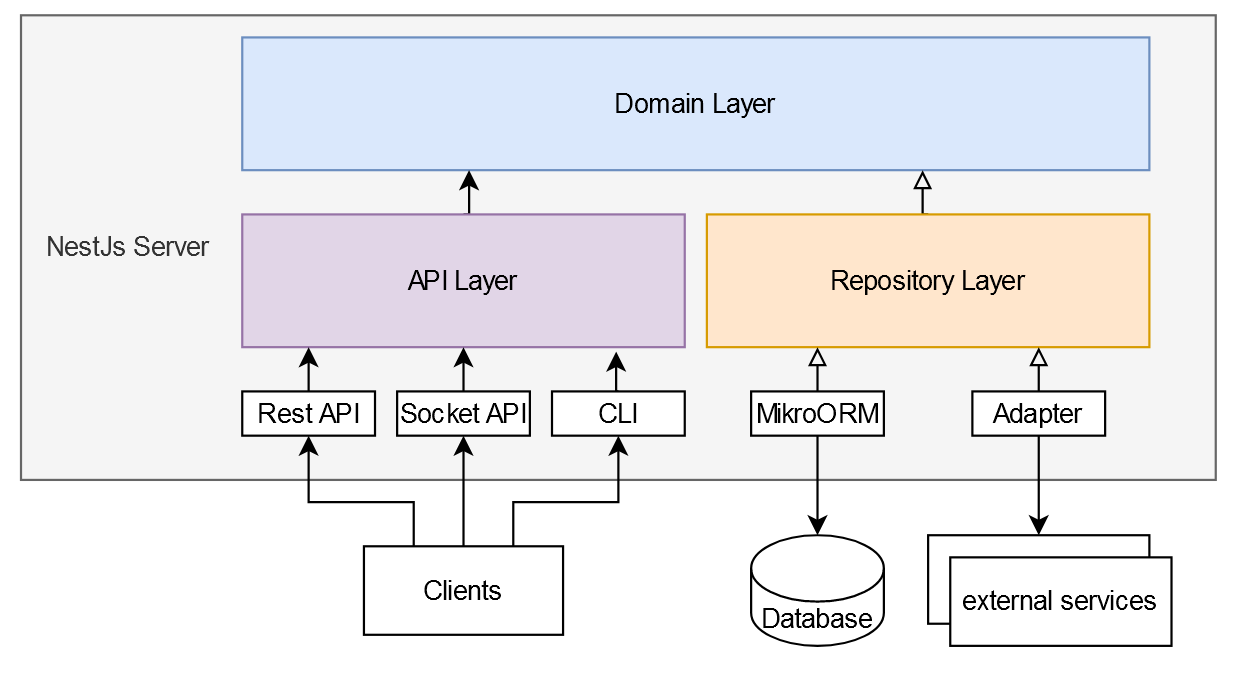 Domain Layer
NestJs Server
API Layer
Repository Layer
Rest API
Socket API
CLI
MikroORM
Adapter
Clients
Database
external services